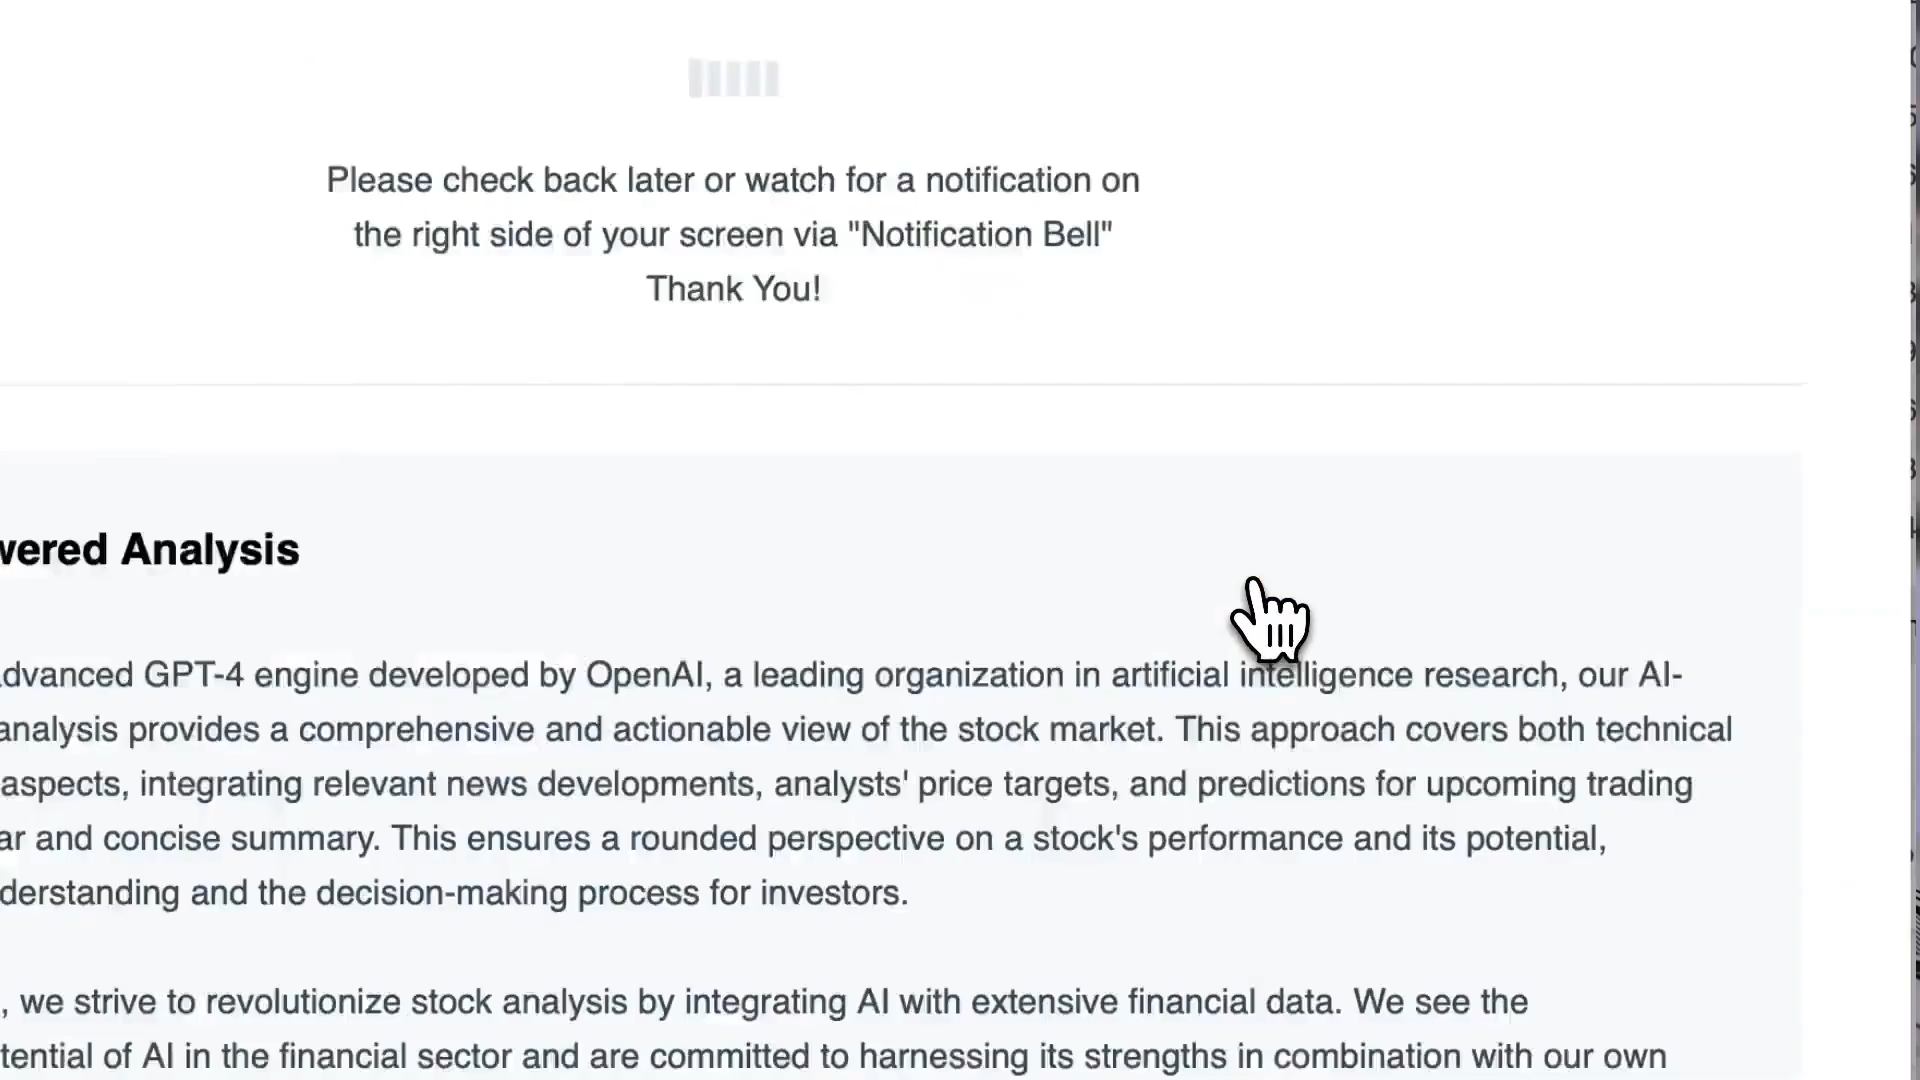 Please check back later or watch for a notification on
the right side of your screen via "Notification Bell"
Thank You!
wered Analysis
dvanced GPT-4 engine developed by OpenAI, a leading organization in artificial intelligence research, our AI-
analysis provides a comprehensive and actionable view of the stock market. This approach covers both technical
aspects, integrating relevant news developments, analysts' price targets, and predictions for upcoming trading
ar and concise summary. This ensures a rounded perspective on a stock's performance and its potential,
derstanding and the decision-making process for investors.
, we strive to revolutionize stock analysis by integrating AI with extensive financial data. We see the
tential of AI in the financial sector and are committed to harnessing its strengths in combination with our own